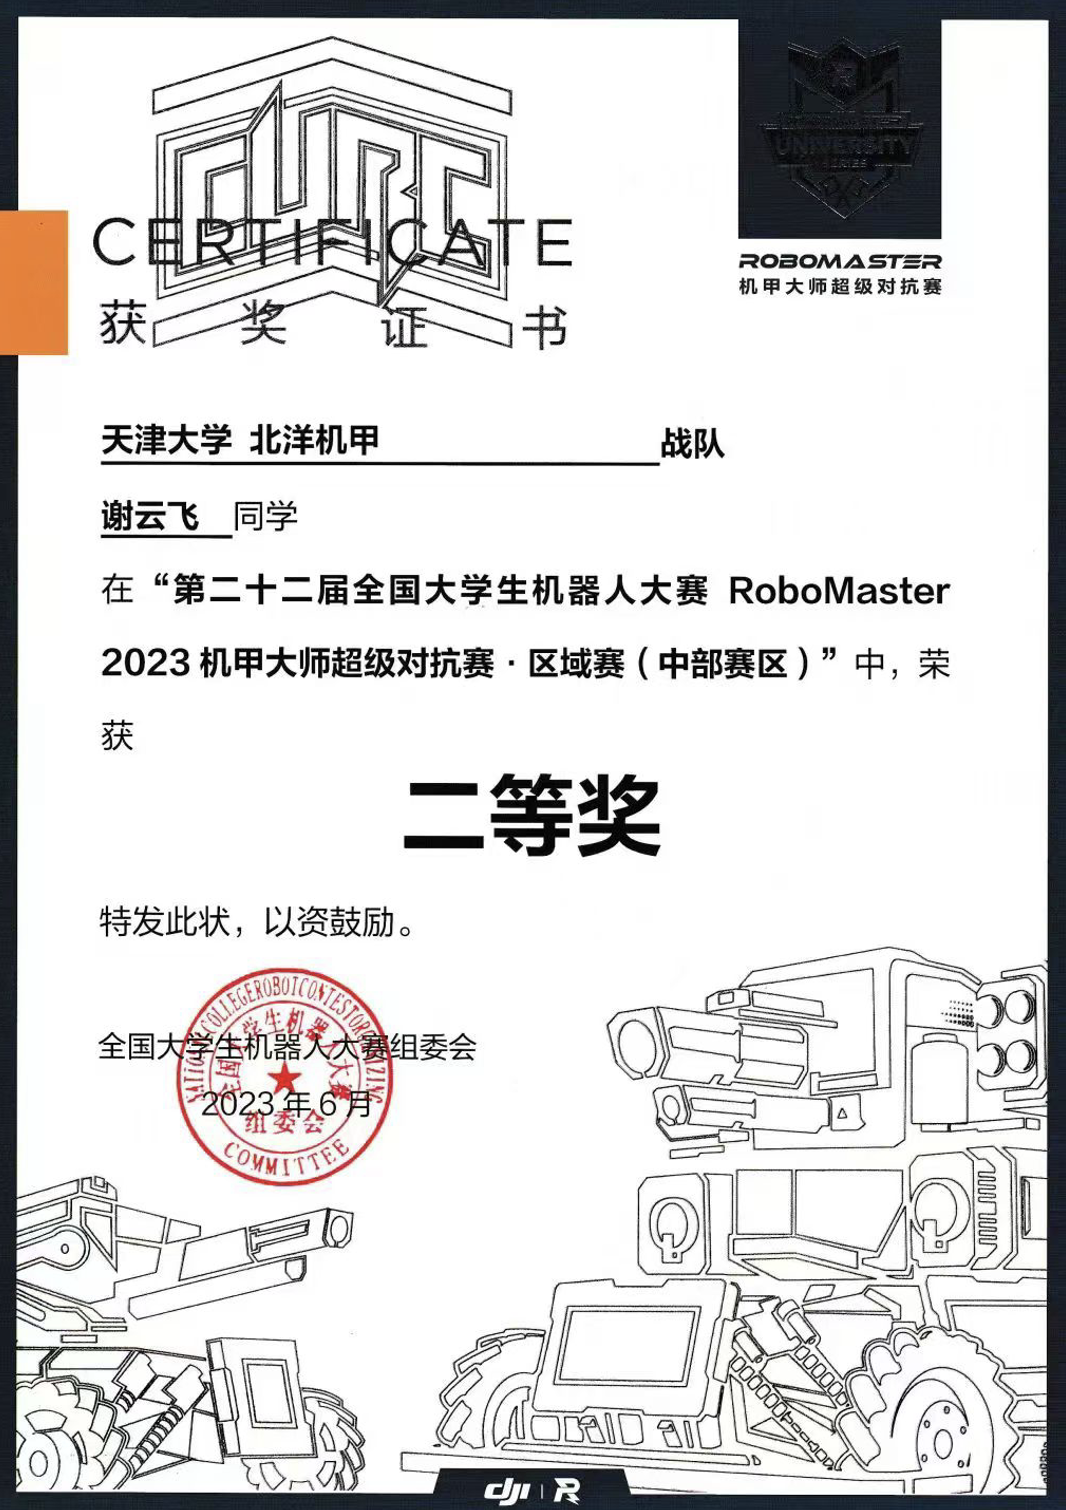 CURC
CERTIFICATE
获奖证书
UNIVERSITY
SERIES
ROBOMASTER
机甲大师超级对抗赛
天津大学 北洋机甲 战队
谢云飞 同学
在“第二十二届全国大学生机器人大赛 RoboMaster
2023 机甲大师超级对抗赛·区域赛（中部赛区）”中，荣
获
二等奖
特发此状，以资鼓励。
全国大学生机器人大赛组委会
2023 年 6 月
NATIONAL COLLEGE ROBOT CONTEST ORGANIZING
COMMITTEE
全国大学生机器人大赛
组委会
dji